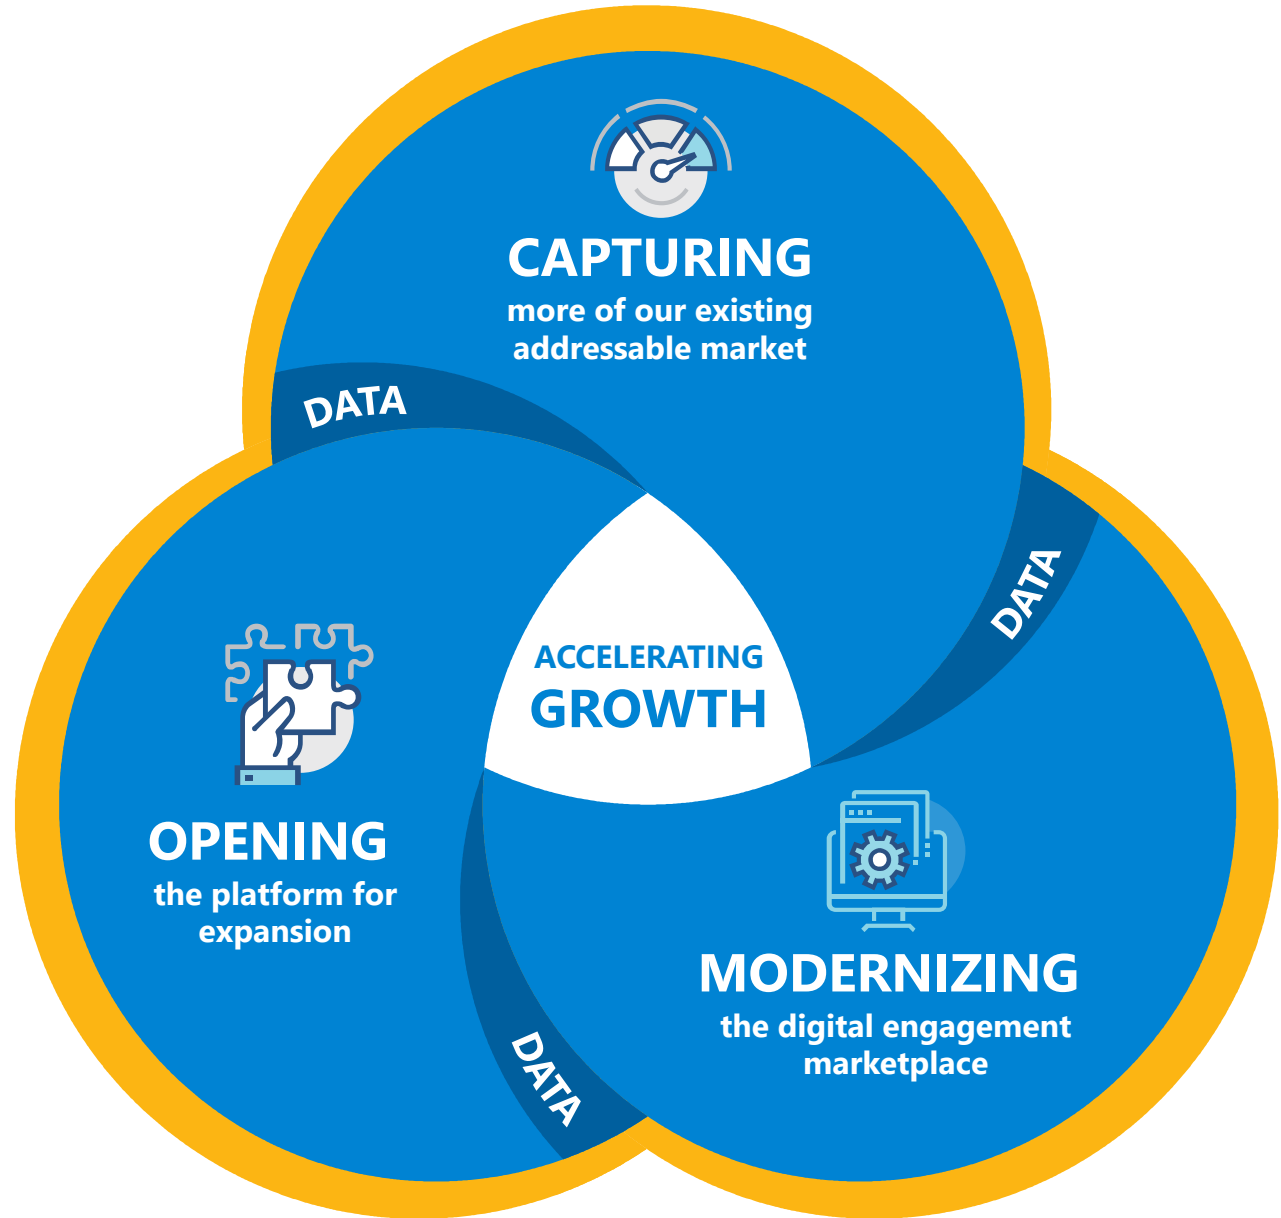 CAPTURING
more of our existing
addressable market
DATA
DATA
ACCELERATING
GROWTH
OPENING
the platform for
expansion
MODERNIZING
the digital engagement
marketplace
DATA